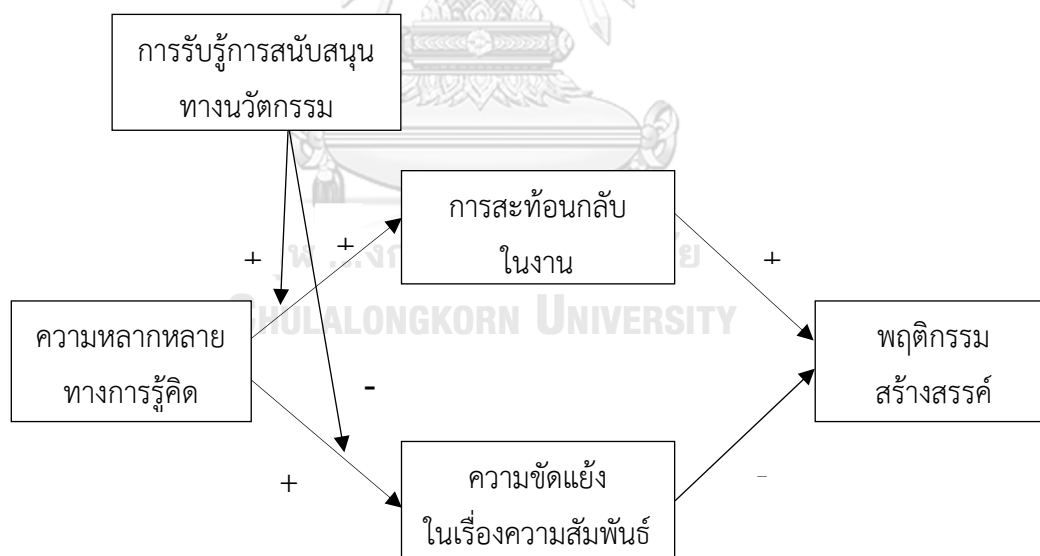 การรับรู้การสนับสนุน
ทางนวัตกรรม
การสะท้อนกลับ
ในงาน
+
+
+
CHULALONGKORN UNIVERSITY
ความหลากหลาย
ทางการรู้คิด
พฤติกรรม
สร้างสรรค์
-
+
ความขัดแย้ง
ในเรื่องความสัมพันธ์
-